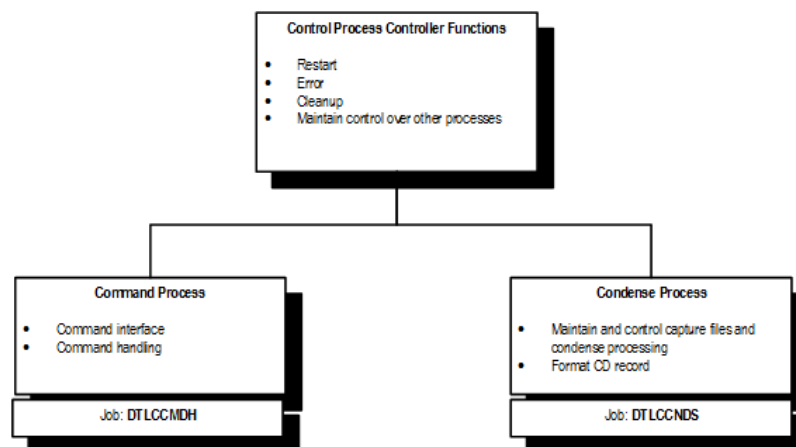 Control Process Controller Functions
• Restart
• Error
• Cleanup
• Maintain control over other processes
Command Process
• Command interface
• Command handling
Job: DTLCCMDH
Condense Process
• Maintain and control capture files and
condense processing
• Format CD record
Job: DTLCCNDS